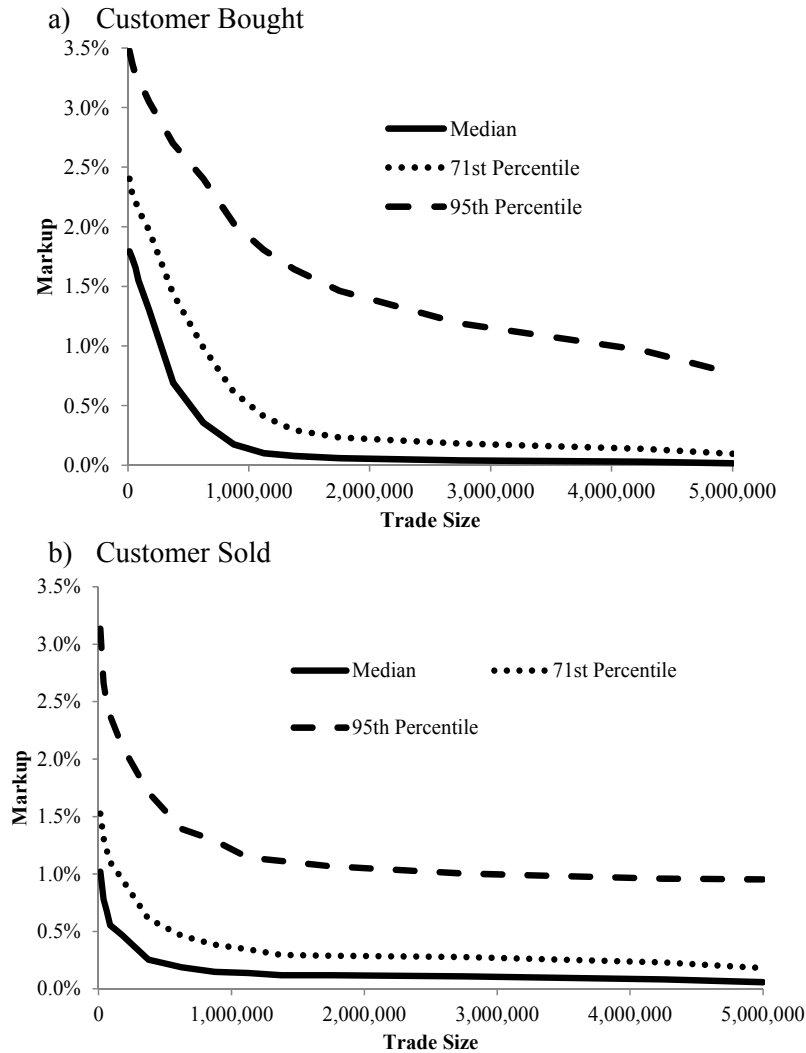 a) Customer Bought
3.5%
3.0%
2.5%
2.0%
1.5%
1.0%
0.5%
0.0%
Markup
Median
71st Percentile
95th Percentile
0 1,000,000 2,000,000 3,000,000 4,000,000 5,000,000
Trade Size
b) Customer Sold
3.5%
3.0%
2.5%
2.0%
1.5%
1.0%
0.5%
0.0%
Markup
Median 71st Percentile
95th Percentile
0 1,000,000 2,000,000 3,000,000 4,000,000 5,000,000
Trade Size